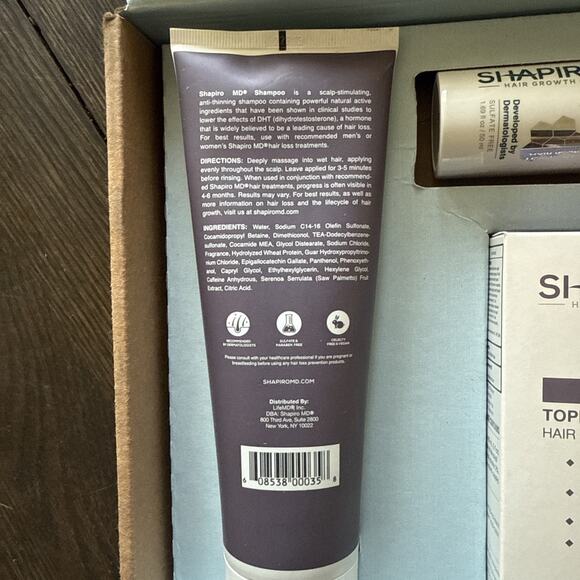 Shapiro MD® Shampoo is a scalp-stimulating,
anti-thinning shampoo containing powerful natural active
ingredients that have been shown in clinical studies to
lower the effects of DHT (dihydrotestosterone), a hormone
that is widely believed to be a leading cause of hair loss.
For best results, use with recommended men's or
women's Shapiro MD® hair loss treatments.
DIRECTIONS: Deeply massage into wet hair, applying
evenly throughout the scalp. Leave applied for 3-5 minutes
before rinsing. When used in conjunction with recommend-
ed Shapiro MD® hair treatments, progress is often visible in
4-6 months. Results may vary. For best results, as well as
more information on hair loss and the lifecycle of hair
growth, visit us at shapiromd.com
INGREDIENTS: Water, Sodium C14-16 Olefin Sulfonate,
Cocamidopropyl Betaine, Dimethiconol, TEA-Dodecylbenzene-
sulfonate, Cocamide MEA, Glycol Distearate, Sodium Chloride,
Fragrance, Hydrolyzed Wheat Protein, Guar Hydroxypropyltrimo-
nium Chloride, Epigallocatechin Gallate, Panthenol, Phenoxyeth-
anol, Capryl Glycol, Ethylhexylglycerin, Hexylene Glycol,
Caffeine Anhydrous, Serenoa Serrulata (Saw Palmetto) Fruit
Extract, Citric Acid.
RECOMMENDED
BY DERMATOLOGISTS
SULFATE &
PARABEN FREE
CRUELTY
FREE & VEGAN
Please consult with your healthcare professional if you are pregnant or
breastfeeding before using any hair loss prevention products.
SHAPIROMD.COM
Distributed By:
LifeMD® Inc.
DBA: Shapiro MD®
800 Third Ave, Suite 2800
New York, NY 10022
6 08538 00035 8
SHAPIRO
HAIR GROWTH
Developed by
Dermatologists
SULFATE FREE
1.69 fl oz / 50 ml
SH
H
TOPI
HAIR